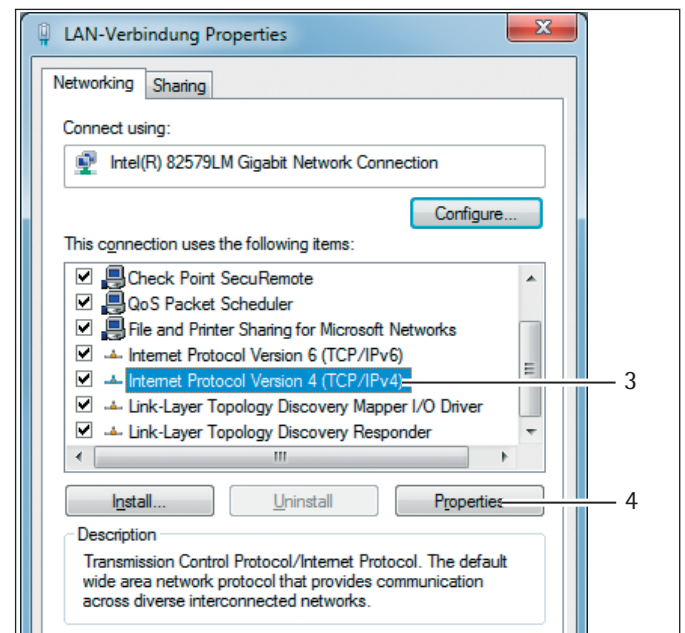 LAN-Verbindung Properties
Networking
Sharing
Connect using:
Intel(R) 82579LM Gigabit Network Connection
Configure...
This connection uses the following items:
Check Point SecuRemote
QoS Packet Scheduler
File and Printer Sharing for Microsoft Networks
Internet Protocol Version 6 (TCP/IPv6)
Internet Protocol Version 4 (TCP/IPv4)
3
Link-Layer Topology Discovery Mapper I/O Driver
Link-Layer Topology Discovery Responder
Install...
Uninstall
Properties
4
Description
Transmission Control Protocol/Internet Protocol. The default
wide area network protocol that provides communication
across diverse interconnected networks.